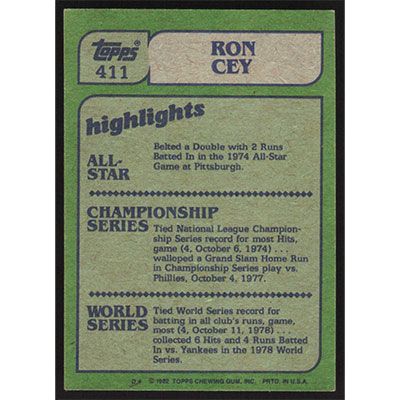 topps
411
RON
CEY
highlights
ALL-
STAR
Belted a Double with 2 Runs
Batted In in the 1974 All-Star
Game at Pittsburgh.
CHAMPIONSHIP
SERIES
Tied National League Champion-
ship Series record for most Hits,
game (4, October 6, 1974) . . .
walloped a Grand Slam Home Run
in Championship Series play vs.
Phillies, October 4, 1977.
WORLD
SERIES
Tied World Series record for
batting in all club's runs, game,
most (4, October 11, 1978) . . .
collected 6 Hits and 4 Runs Batted
In vs. Yankees in the 1978 World
Series.
© 1982 TOPPS CHEWING GUM, INC. PRTD. IN U.S.A.